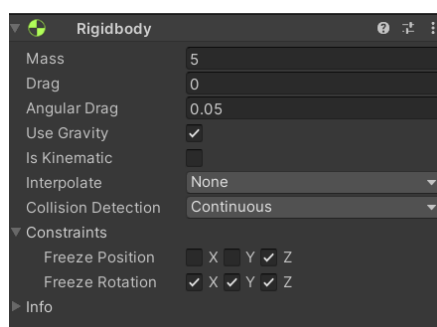 Rigidbody
Mass 5
Drag 0
Angular Drag 0.05
Use Gravity
Is Kinematic
Interpolate None
Collision Detection Continuous
Constraints
Freeze Position X Y Z
Freeze Rotation X Y Z
Info